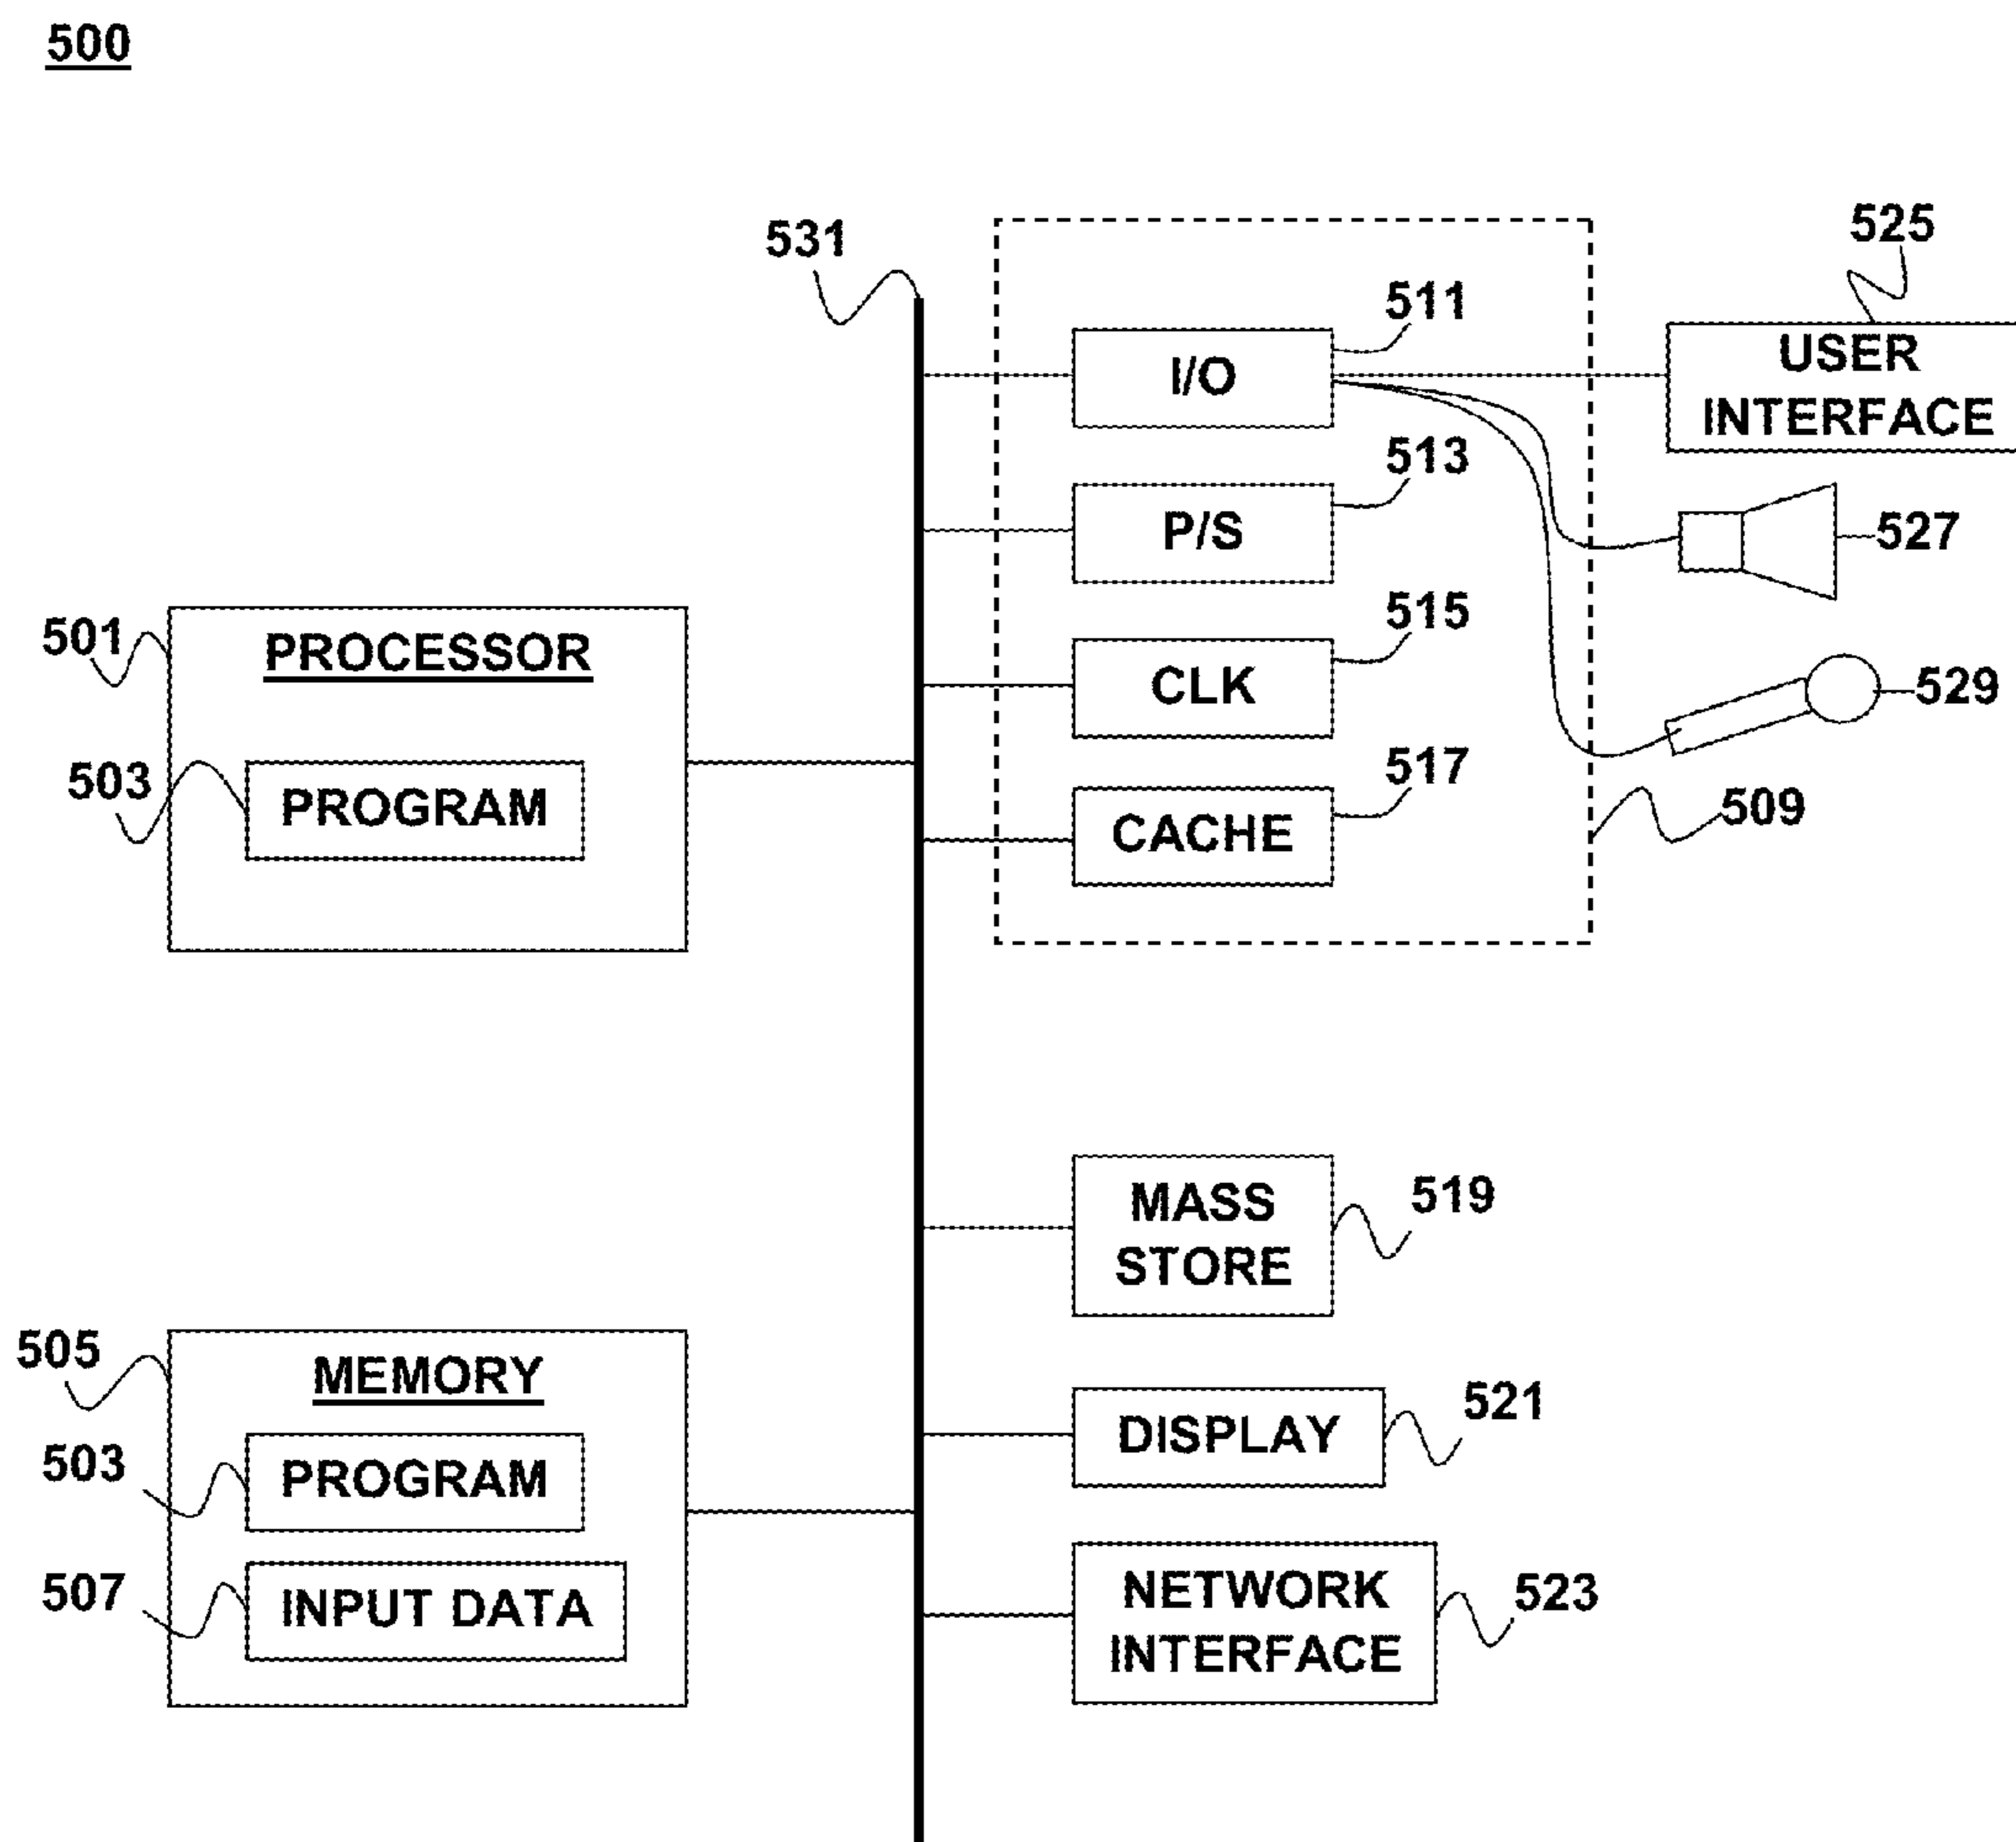 500
531
525
511
I/O
USER
INTERFACE
513
P/S
527
501
PROCESSOR
515
CLK
529
503
PROGRAM
517
CACHE
509
519
MASS
STORE
505
MEMORY
521
DISPLAY
503
PROGRAM
507
INPUT DATA
523
NETWORK
INTERFACE